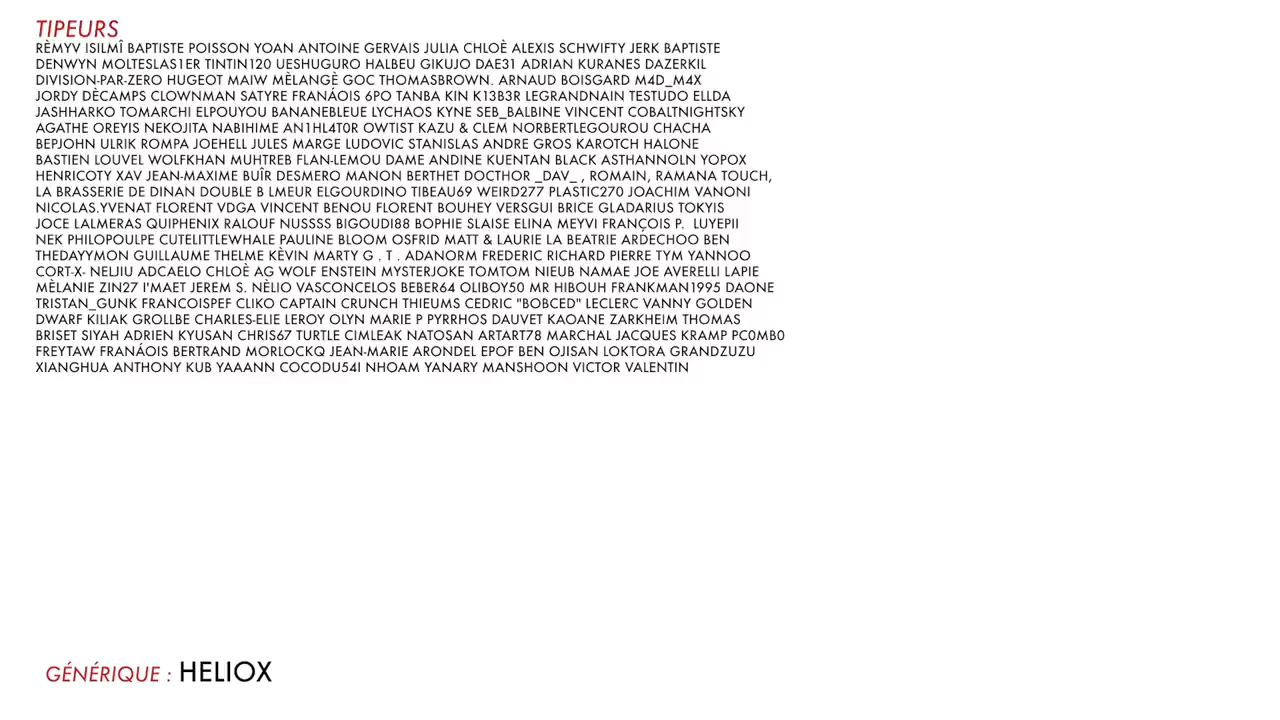 TIPEURS
RÈMYV ISILMÎ BAPTISTE POISSON YOAN ANTOINE GERVAIS JULIA CHLOÈ ALEXIS SCHWIFTY JERK BAPTISTE
DENWYN MOLTESLAS1ER TINTIN120 UESHUGURO HALBEU GIKUJO DAE31 ADRIAN KURANES DAZERKIL
DIVISION-PAR-ZERO HUGEOT MAIW MÈLANGÈ GOC THOMASBROWN. ARNAUD BOISGARD M4D_M4X
JORDY DÈCAMPS CLOWNMAN SATYRE FRANÁOIS 6PO TANBA KIN K13B3R LEGRANDNAIN TESTUDO ELLDA
JASHHARKO TOMARCHI ELPOUYOU BANANEBLEUE LYCHAOS KYNE SEB_BALBINE VINCENT COBALTNIGHTSKY
AGATHE OREYIS NEKOJITA NABIHIME AN1HL4T0R OWTIST KAZU & CLEM NORBERTLEGOUROU CHACHA
BEPJOHN ULRIK ROMPA JOEHELL JULES MARGE LUDOVIC STANISLAS ANDRE GROS KAROTCH HALONE
BASTIEN LOUVEL WOLFKHAN MUHTREB FLAN-LEMOU DAME ANDINE KUENTAN BLACK ASTHANNOLN YOPOX
HENRICOTY XAV JEAN-MAXIME BUÎR DESMERO MANON BERTHET DOCTHOR _DAV_ , ROMAIN, RAMANA TOUCH,
LA BRASSERIE DE DINAN DOUBLE B LMEUR ELGOURDINO TIBEAU69 WEIRD277 PLASTIC270 JOACHIM VANONI
NICOLAS.YVENAT FLORENT VDGA VINCENT BENOU FLORENT BOUHEY VERSGUI BRICE GLADARIUS TOKYIS
JOCE LALMERAS QUIPHENIX RALOUF NUSSSS BIGOUDI88 BOPHIE SLAISE ELINA MEYVI FRANÇOIS P. LUYEPII
NEK PHILOPOULPE CUTELITTLEWHALE PAULINE BLOOM OSFRID MATT & LAURIE LA BEATRIE ARDECHOO BEN
THEDAYYMON GUILLAUME THELME KÈVIN MARTY G . T . ADANORM FREDERIC RICHARD PIERRE TYM YANNOO
CORT-X- NELJIU ADCAELO CHLOÈ AG WOLF ENSTEIN MYSTERJOKE TOMTOM NIEUB NAMAE JOE AVERELLI LAPIE
MÈLANIE ZIN27 I'MAET JEREM S. NÈLIO VASCONCELOS BEBER64 OLIBOY50 MR HIBOUH FRANKMAN1995 DAONE
TRISTAN_GUNK FRANCOISPEF CLIKO CAPTAIN CRUNCH THIEUMS CEDRIC "BOBCED" LECLERC VANNY GOLDEN
DWARF KILIAK GROLLBE CHARLES-ELIE LEROY OLYN MARIE P PYRRHOS DAUVET KAOANE ZARKHEIM THOMAS
BRISET SIYAH ADRIEN KYUSAN CHRIS67 TURTLE CIMLEAK NATOSAN ARTART78 MARCHAL JACQUES KRAMP PC0MB0
FREYTAW FRANÁOIS BERTRAND MORLOCKQ JEAN-MARIE ARONDEL EPOF BEN OJISAN LOKTORA GRANDZUZU
XIANGHUA ANTHONY KUB YAAANN COCODU54I NHOAM YANARY MANSHOON VICTOR VALENTIN
GÉNÉRIQUE : HELIOX